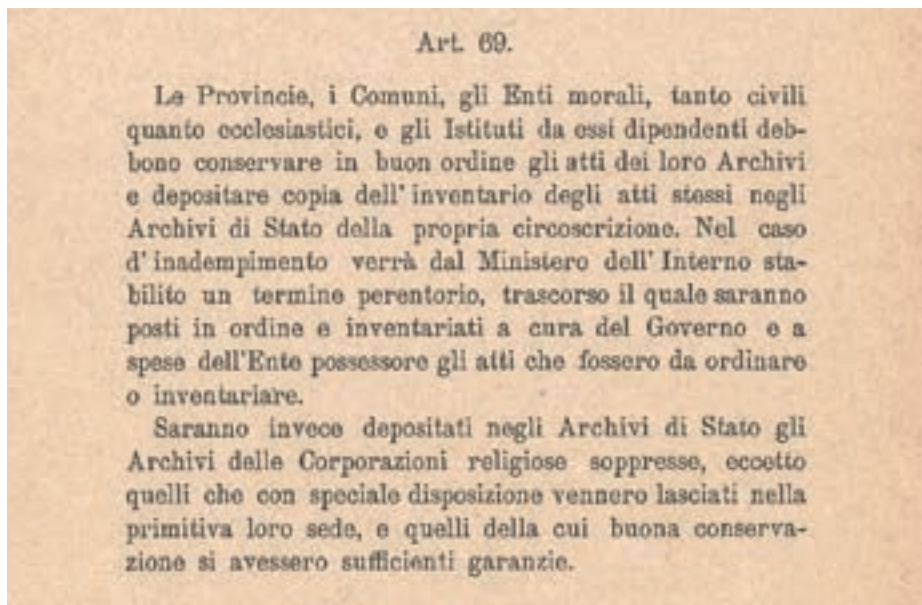 Art. 69.
Le Provincie, i Comuni, gli Enti morali, tanto civili
quanto ecclesiastici, e gli Istituti da essi dipendenti deb-
bono conservare in buon ordine gli atti dei loro Archivi
e depositare copia dell' inventario degli atti stessi negli
Archivi di Stato della propria circoscrizione. Nel caso
d' inadempimento verrà dal Ministero dell' Interno sta-
bilito un termine perentorio, trascorso il quale saranno
posti in ordine e inventariati a cura del Governo e a
spese dell'Ente possessore gli atti che fossero da ordinare
o inventariare.
Saranno invece depositati negli Archivi di Stato gli
Archivi delle Corporazioni religiose soppresse, eccetto
quelli che con speciale disposizione vennero lasciati nella
primitiva loro sede, e quelli della cui buona conserva-
zione si avessero sufficienti garanzie.